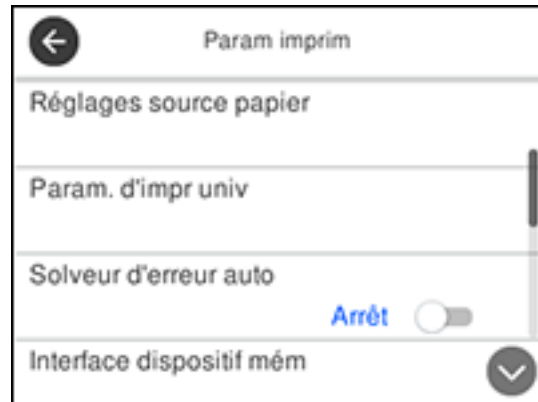 Param imprim
Réglages source papier
Param. d'impr univ
Solveur d'erreur auto
Arrêt
Interface dispositif mém